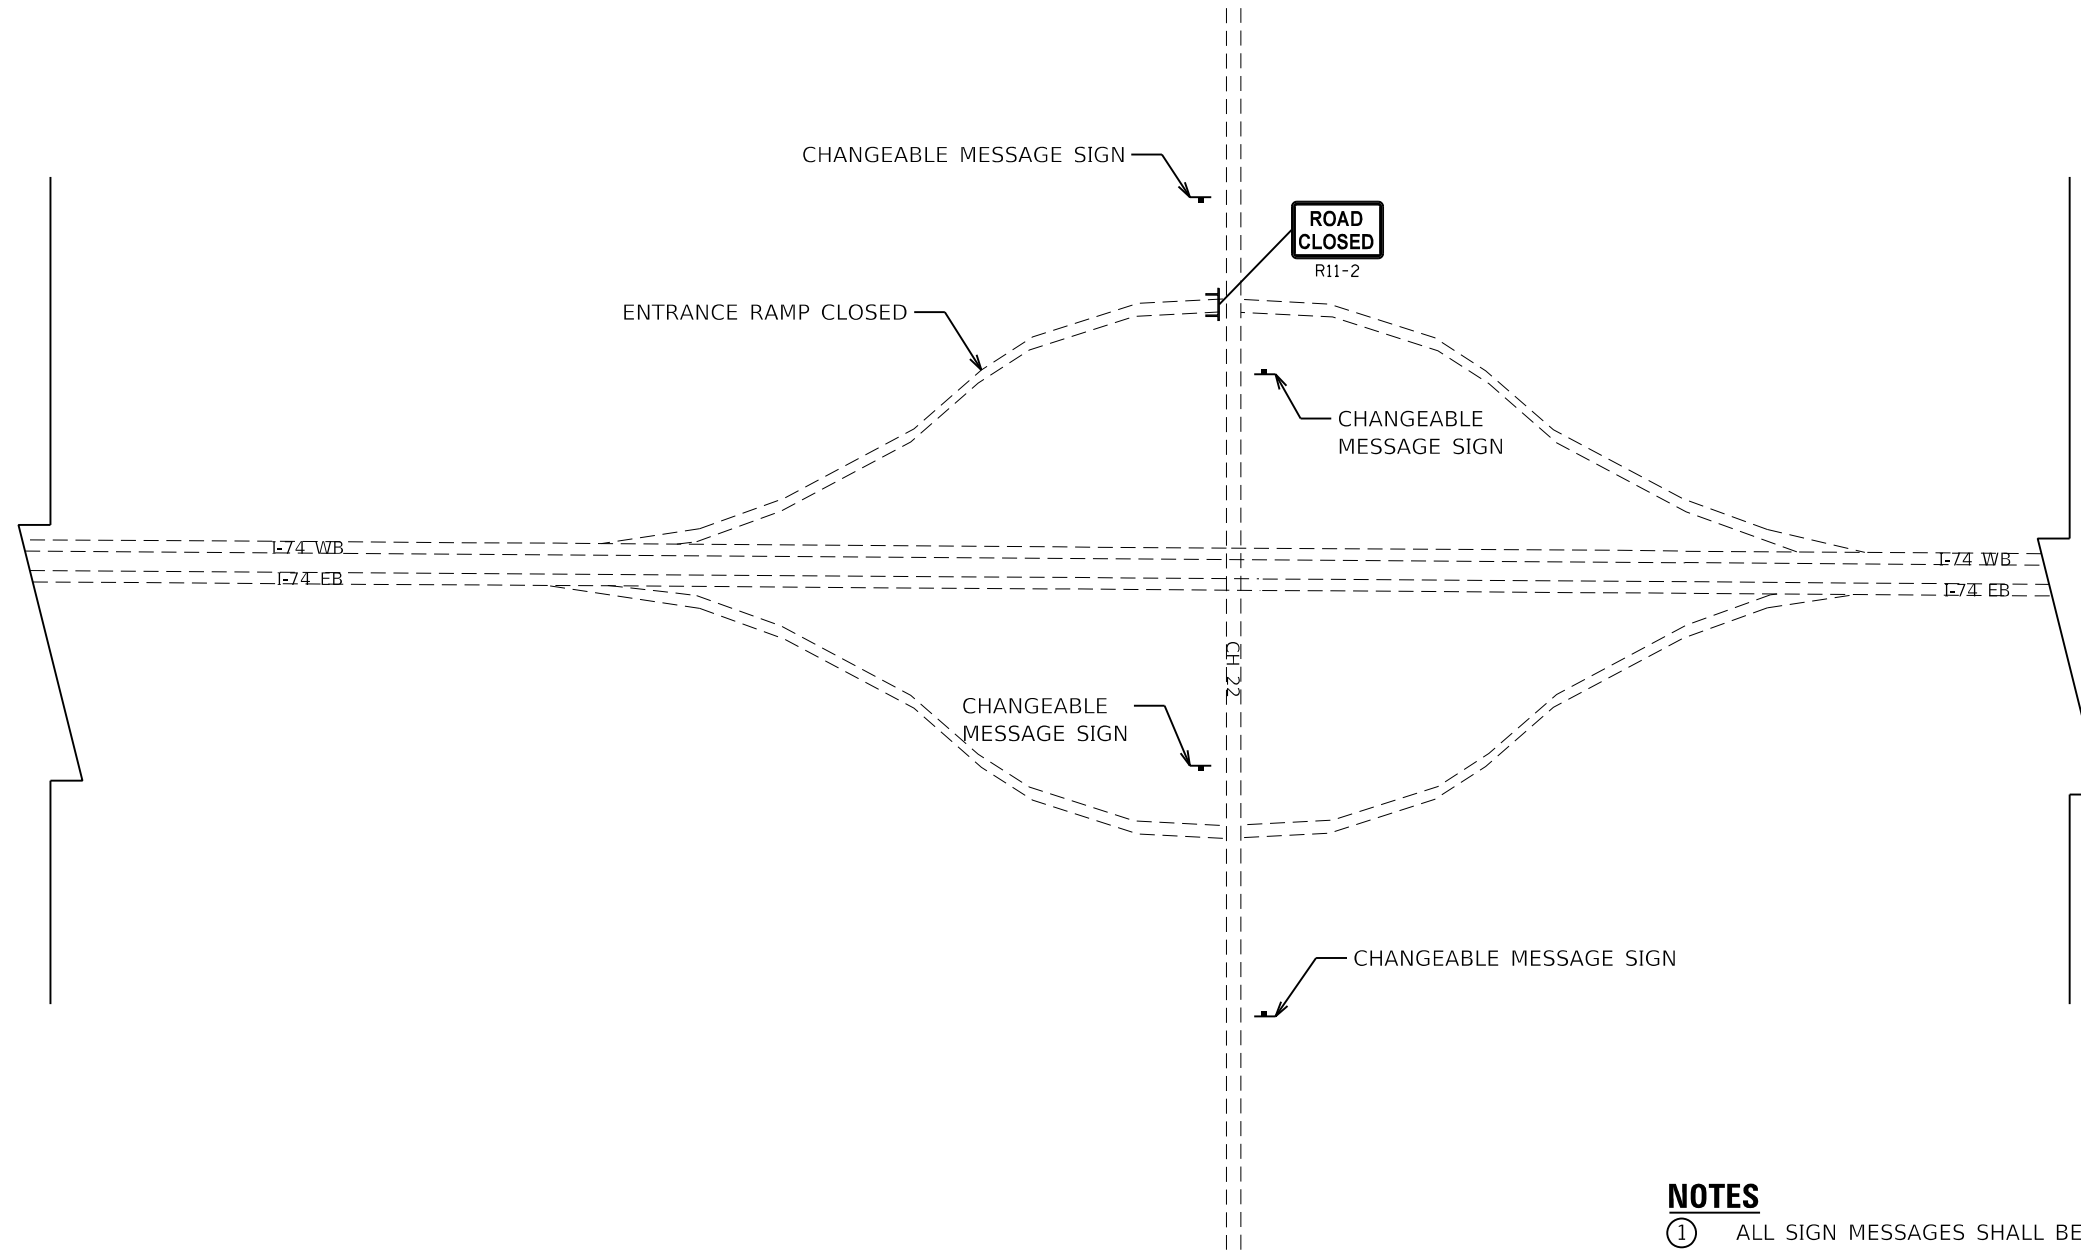 CHANGEABLE MESSAGE SIGN
ROAD
CLOSED
R11-2
ENTRANCE RAMP CLOSED
CHANGEABLE
MESSAGE SIGN
I-74 WB
I-74 EB
I-74 WB
I-74 EB
CH 22
CHANGEABLE
MESSAGE SIGN
CHANGEABLE MESSAGE SIGN
NOTES
1 ALL SIGN MESSAGES SHALL BE